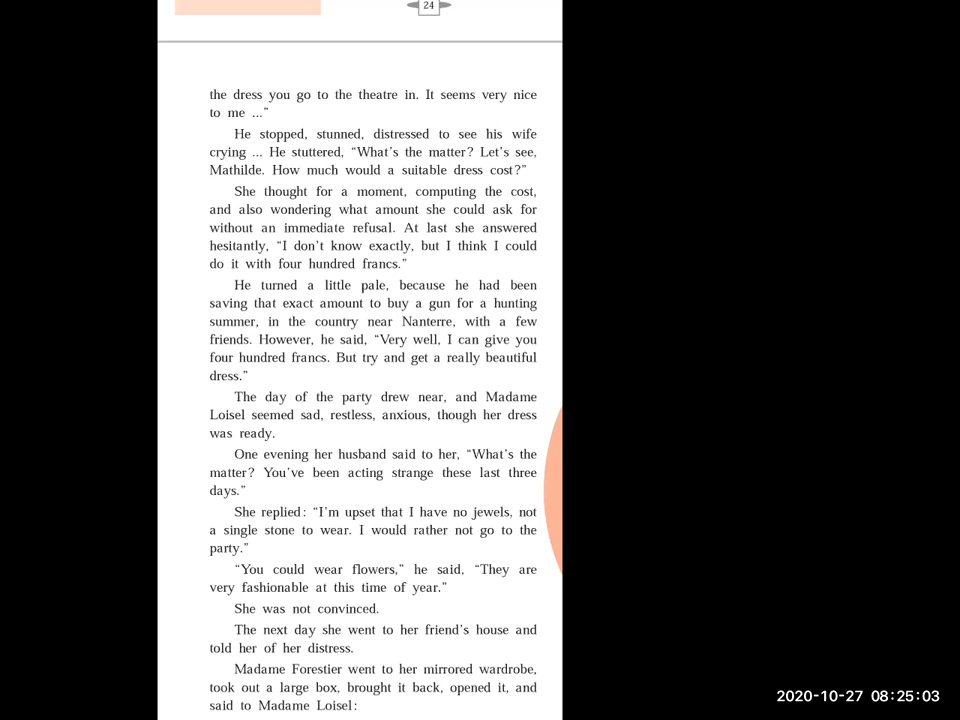 24
the dress you go to the theatre in. It seems very nice
to me ...”
He stopped, stunned, distressed to see his wife
crying ... He stuttered, “What’s the matter? Let’s see,
Mathilde. How much would a suitable dress cost?”
She thought for a moment, computing the cost,
and also wondering what amount she could ask for
without an immediate refusal. At last she answered
hesitantly, “I don’t know exactly, but I think I could
do it with four hundred francs.”
He turned a little pale, because he had been
saving that exact amount to buy a gun for a hunting
summer, in the country near Nanterre, with a few
friends. However, he said, “Very well, I can give you
four hundred francs. But try and get a really beautiful
dress.”
The day of the party drew near, and Madame
Loisel seemed sad, restless, anxious, though her dress
was ready.
One evening her husband said to her, “What’s the
matter? You’ve been acting strange these last three
days.”
She replied: “I’m upset that I have no jewels, not
a single stone to wear. I would rather not go to the
party.”
“You could wear flowers,” he said, “They are
very fashionable at this time of year.”
She was not convinced.
The next day she went to her friend’s house and
told her of her distress.
Madame Forestier went to her mirrored wardrobe,
took out a large box, brought it back, opened it, and
said to Madame Loisel:
2020-10-27 08:25:03